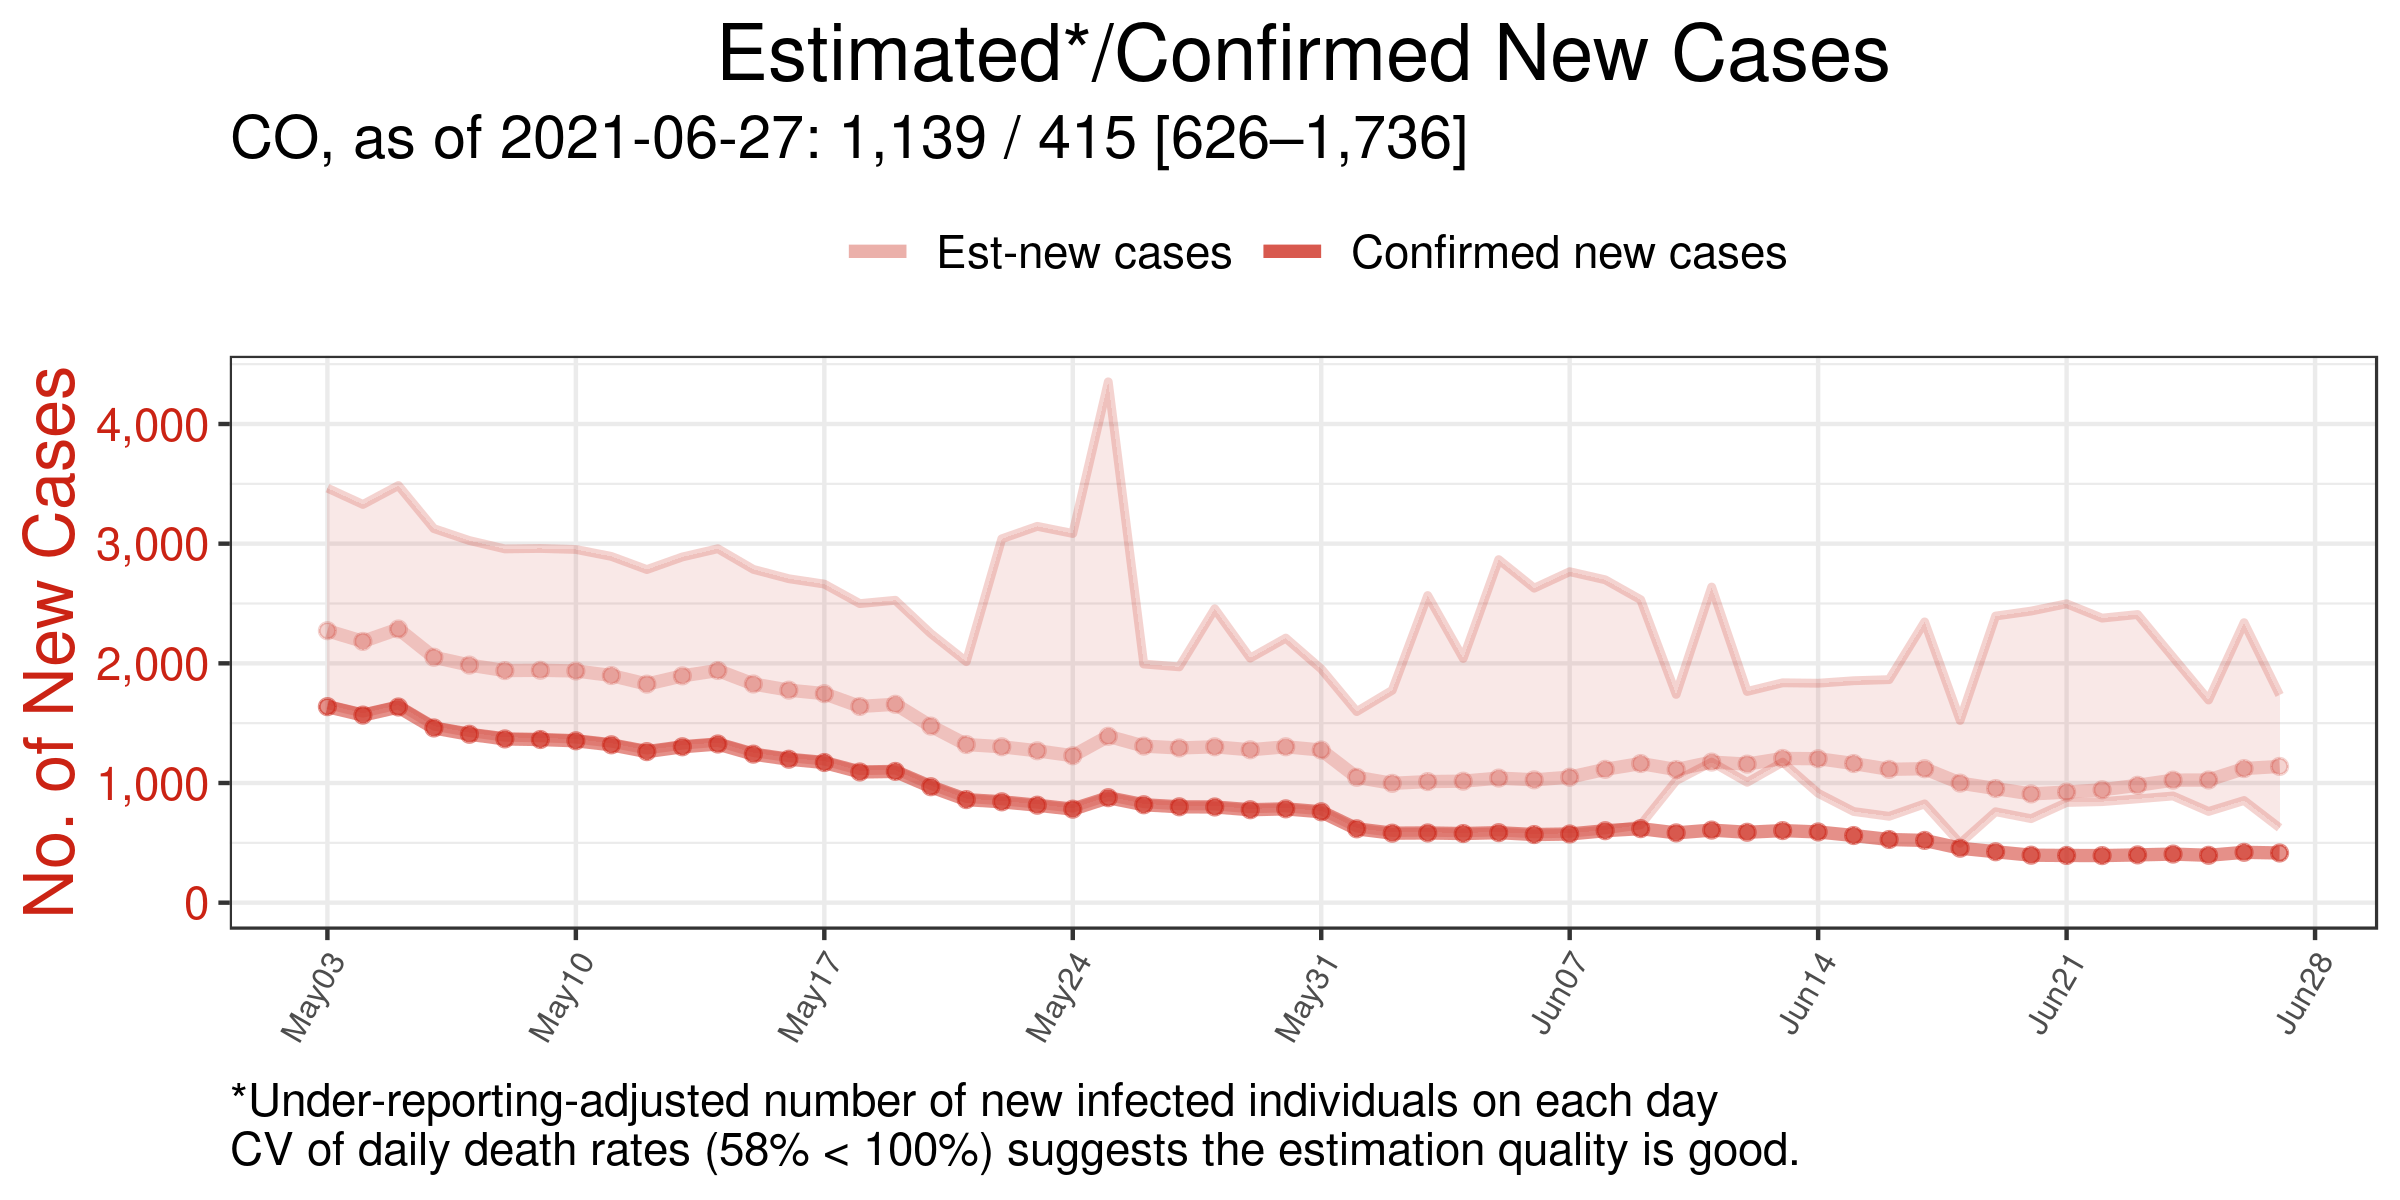 Estimated*/Confirmed New Cases
CO, as of 2021-06-27: 1,139 / 415 [626–1,736]
Est-new cases
Confirmed new cases
No. of New Cases
4,000
3,000
2,000
1,000
0
May03
May10
May17
May24
May31
Jun07
Jun14
Jun21
Jun28
*Under-reporting-adjusted number of new infected individuals on each day
CV of daily death rates (58% < 100%) suggests the estimation quality is good.